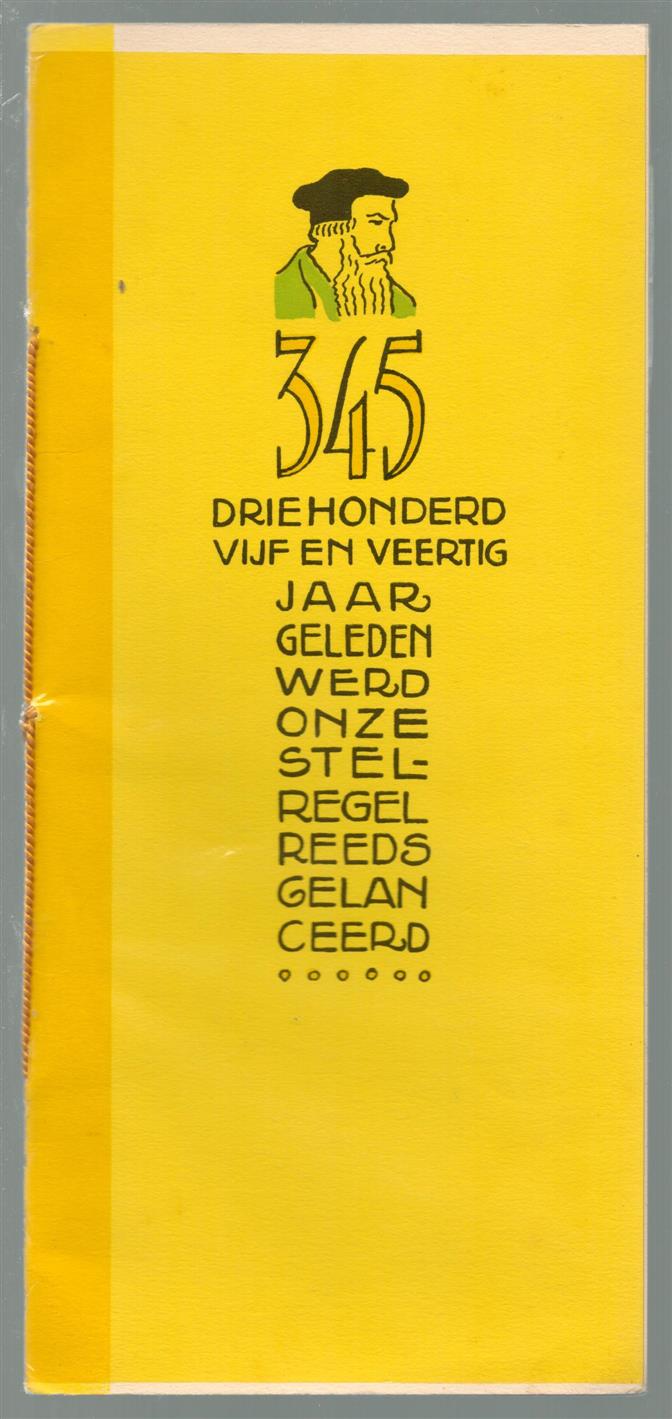 345
DRIEHONDERD
VIJF EN VEERTIG
JAAR
GELEDEN
WERD
ONZE
STEL-
REGEL
REEDS
GELAN
CEERD